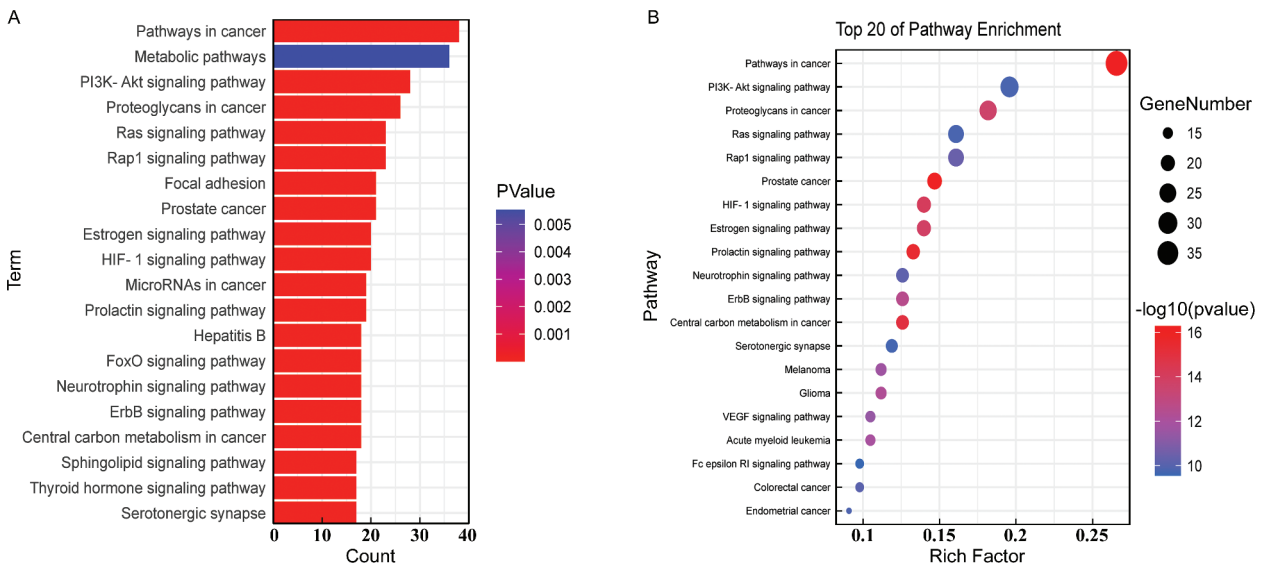 A
Pathways in cancer
Metabolic pathways
PI3K- Akt signaling pathway
Proteoglycans in cancer
Ras signaling pathway
Rap1 signaling pathway
Focal adhesion
Prostate cancer
Estrogen signaling pathway
HIF- 1 signaling pathway
MicroRNAs in cancer
Prolactin signaling pathway
Hepatitis B
FoxO signaling pathway
Neurotrophin signaling pathway
ErbB signaling pathway
Central carbon metabolism in cancer
Sphingolipid signaling pathway
Thyroid hormone signaling pathway
Serotonergic synapse
Term
0 10 20 30 40
Count
PValue
0.005
0.004
0.003
0.002
0.001
B
Top 20 of Pathway Enrichment
Pathways in cancer
PI3K- Akt signaling pathway
Proteoglycans in cancer
Ras signaling pathway
Rap1 signaling pathway
Prostate cancer
HIF- 1 signaling pathway
Estrogen signaling pathway
Prolactin signaling pathway
Neurotrophin signaling pathway
ErbB signaling pathway
Central carbon metabolism in cancer
Serotonergic synapse
Melanoma
Glioma
VEGF signaling pathway
Acute myeloid leukemia
Fc epsilon RI signaling pathway
Colorectal cancer
Endometrial cancer
Pathway
0.1 0.15 0.2 0.25
Rich Factor
GeneNumber
15
20
25
30
35
-log10(pvalue)
16
14
12
10